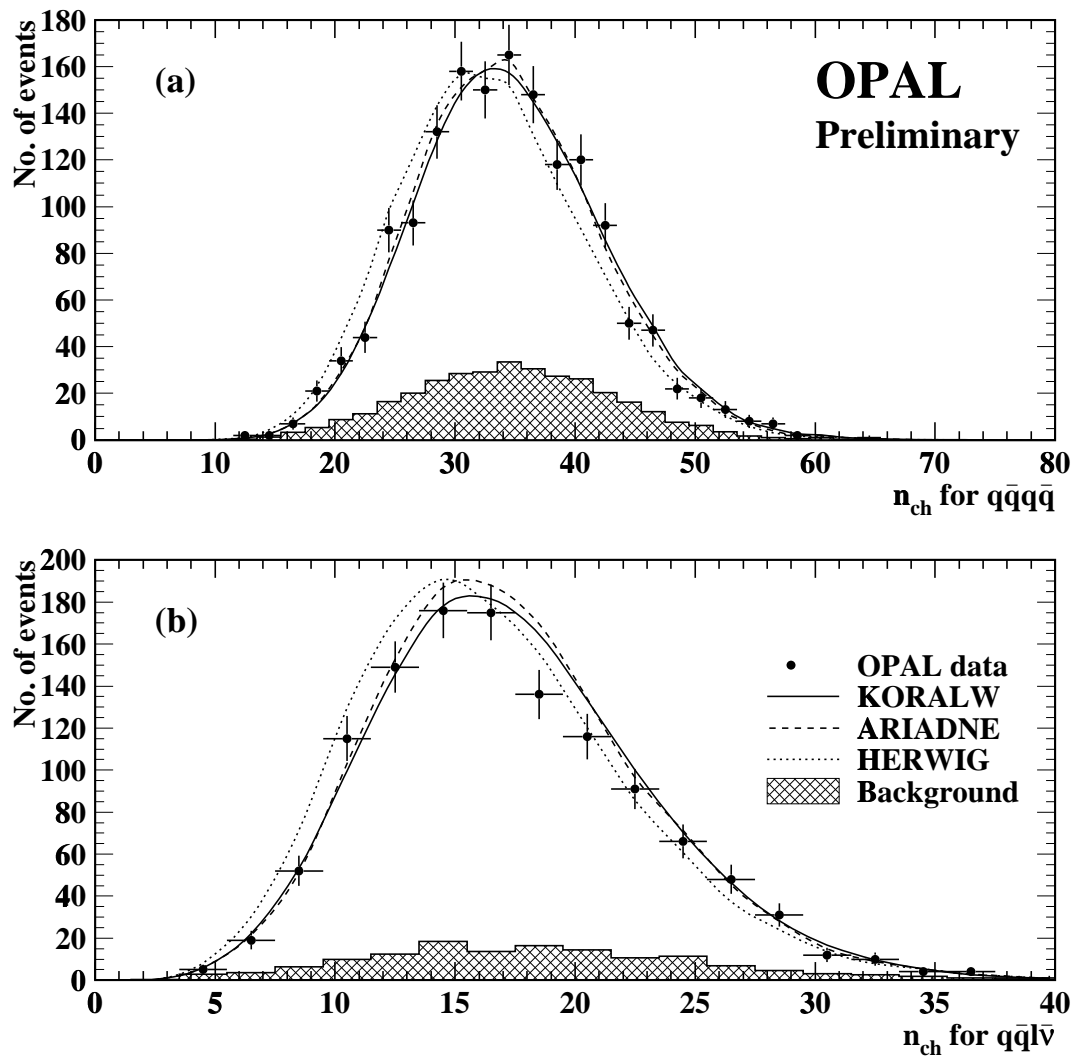 No. of events
180
160
140
120
100
80
60
40
20
0
(a)
OPAL
Preliminary
0 10 20 30 40 50 60 70 80
n_ch for qq̄qq̄
No. of events
200
180
160
140
120
100
80
60
40
20
0
(b)
OPAL data
KORALW
ARIADNE
HERWIG
Background
0 5 10 15 20 25 30 35 40
n_ch for qq̄lν̄